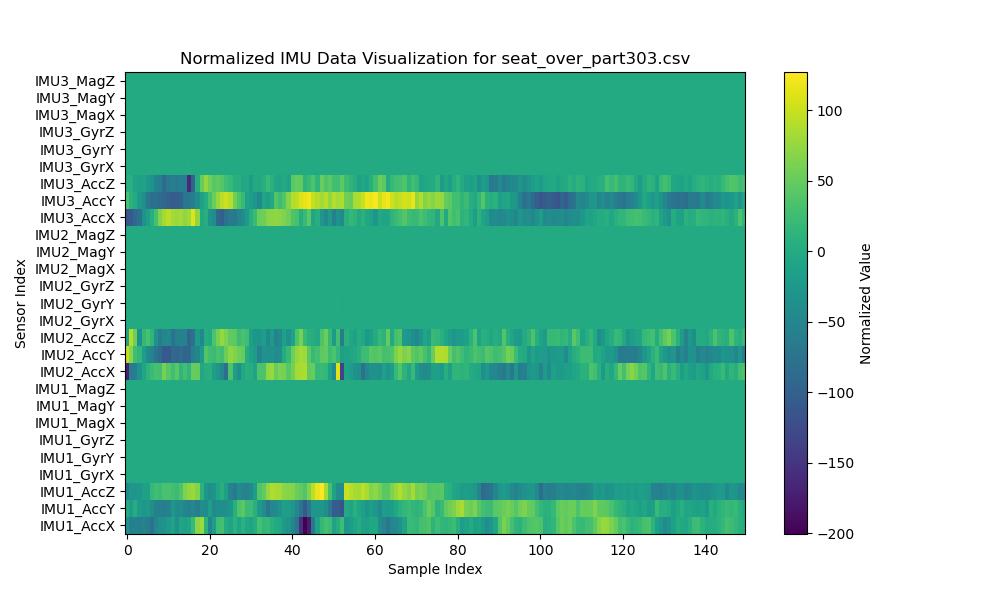 Normalized IMU Data Visualization for seat_over_part303.csv
IMU3_MagZ
IMU3_MagY
IMU3_MagX
IMU3_GyrZ
IMU3_GyrY
IMU3_GyrX
IMU3_AccZ
IMU3_AccY
IMU3_AccX
IMU2_MagZ
IMU2_MagY
IMU2_MagX
IMU2_GyrZ
IMU2_GyrY
IMU2_GyrX
IMU2_AccZ
IMU2_AccY
IMU2_AccX
IMU1_MagZ
IMU1_MagY
IMU1_MagX
IMU1_GyrZ
IMU1_GyrY
IMU1_GyrX
IMU1_AccZ
IMU1_AccY
IMU1_AccX
Sensor Index
0 20 40 60 80 100 120 140
Sample Index
100
50
0
−50
−100
−150
−200
Normalized Value